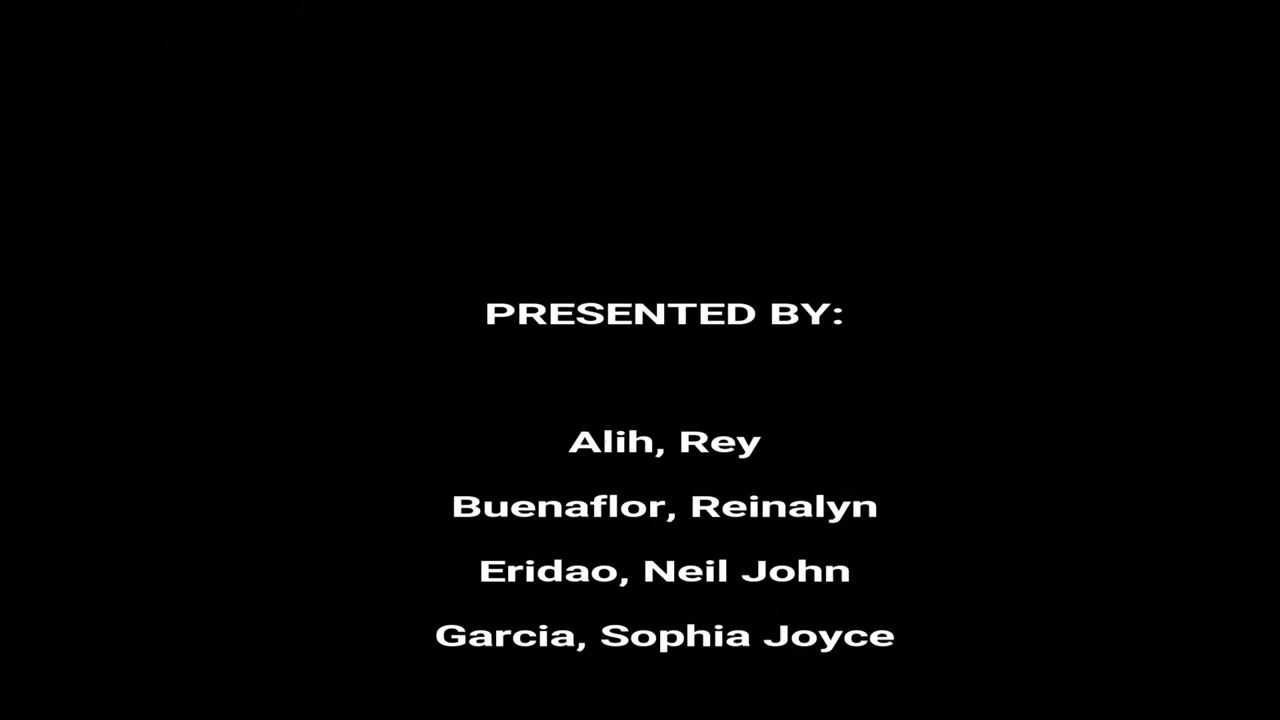 PRESENTED BY:
Alih, Rey
Buenaflor, Reinalyn
Eridao, Neil John
Garcia, Sophia Joyce